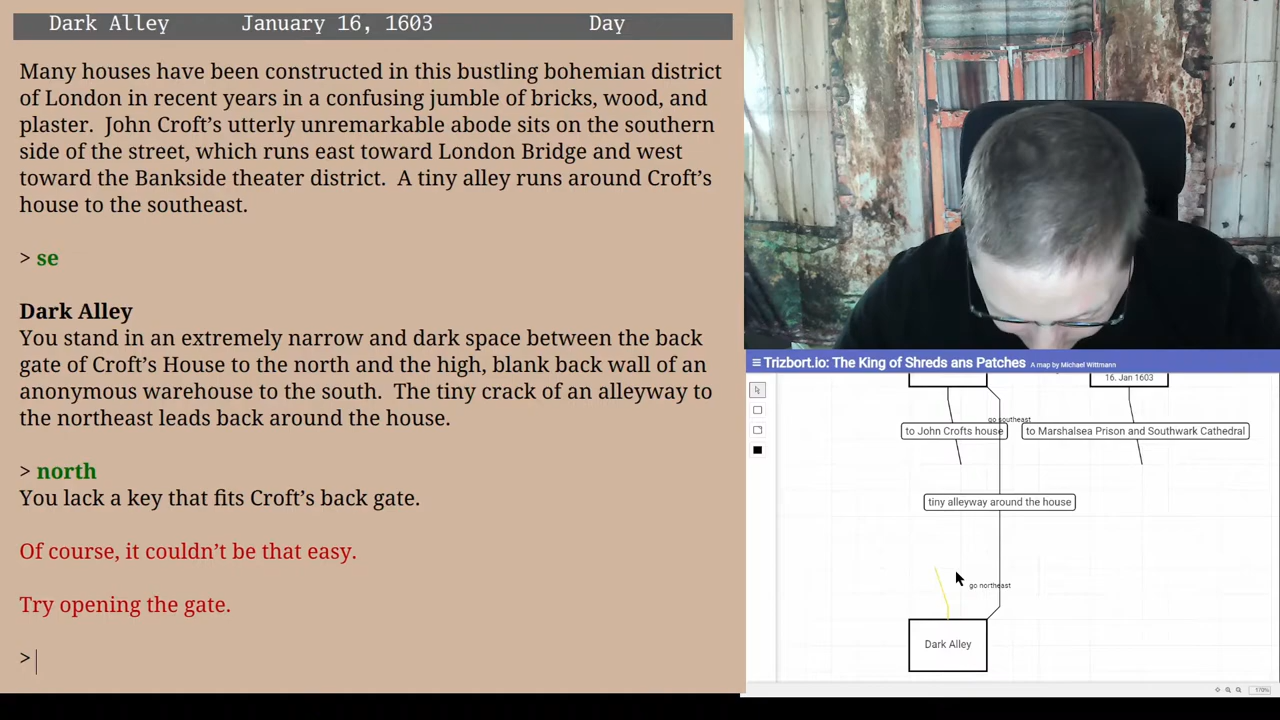 Dark Alley January 16, 1603 Day
Many houses have been constructed in this bustling bohemian district
of London in recent years in a confusing jumble of bricks, wood, and
plaster. John Croft's utterly unremarkable abode sits on the southern
side of the street, which runs east toward London Bridge and west
toward the Bankside theater district. A tiny alley runs around Croft's
house to the southeast.
> se
Dark Alley
You stand in an extremely narrow and dark space between the back
gate of Croft's House to the north and the high, blank back wall of an
anonymous warehouse to the south. The tiny crack of an alleyway to
the northeast leads back around the house.
> north
You lack a key that fits Croft's back gate.
Of course, it couldn't be that easy.
Try opening the gate.
>
Trizbort.io: The King of Shreds ans Patches A map by Michael Wittmann
16. Jan 1603
go southeast
to John Crofts house
to Marshalsea Prison and Southwark Cathedral
tiny alleyway around the house
go northeast
Dark Alley
170%